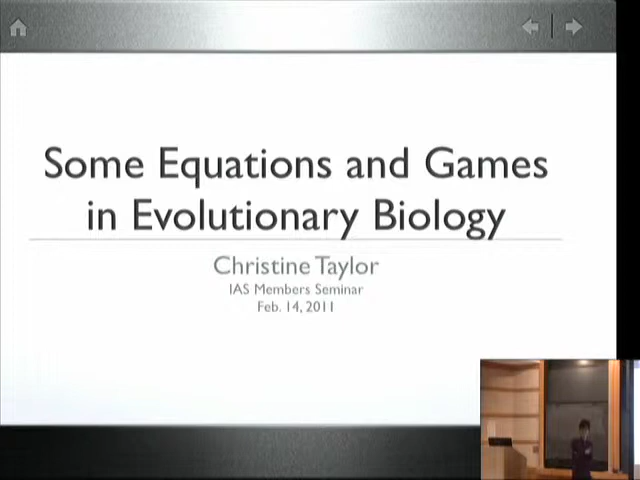 Some Equations and Games
in Evolutionary Biology
Christine Taylor
IAS Members Seminar
Feb. 14, 2011